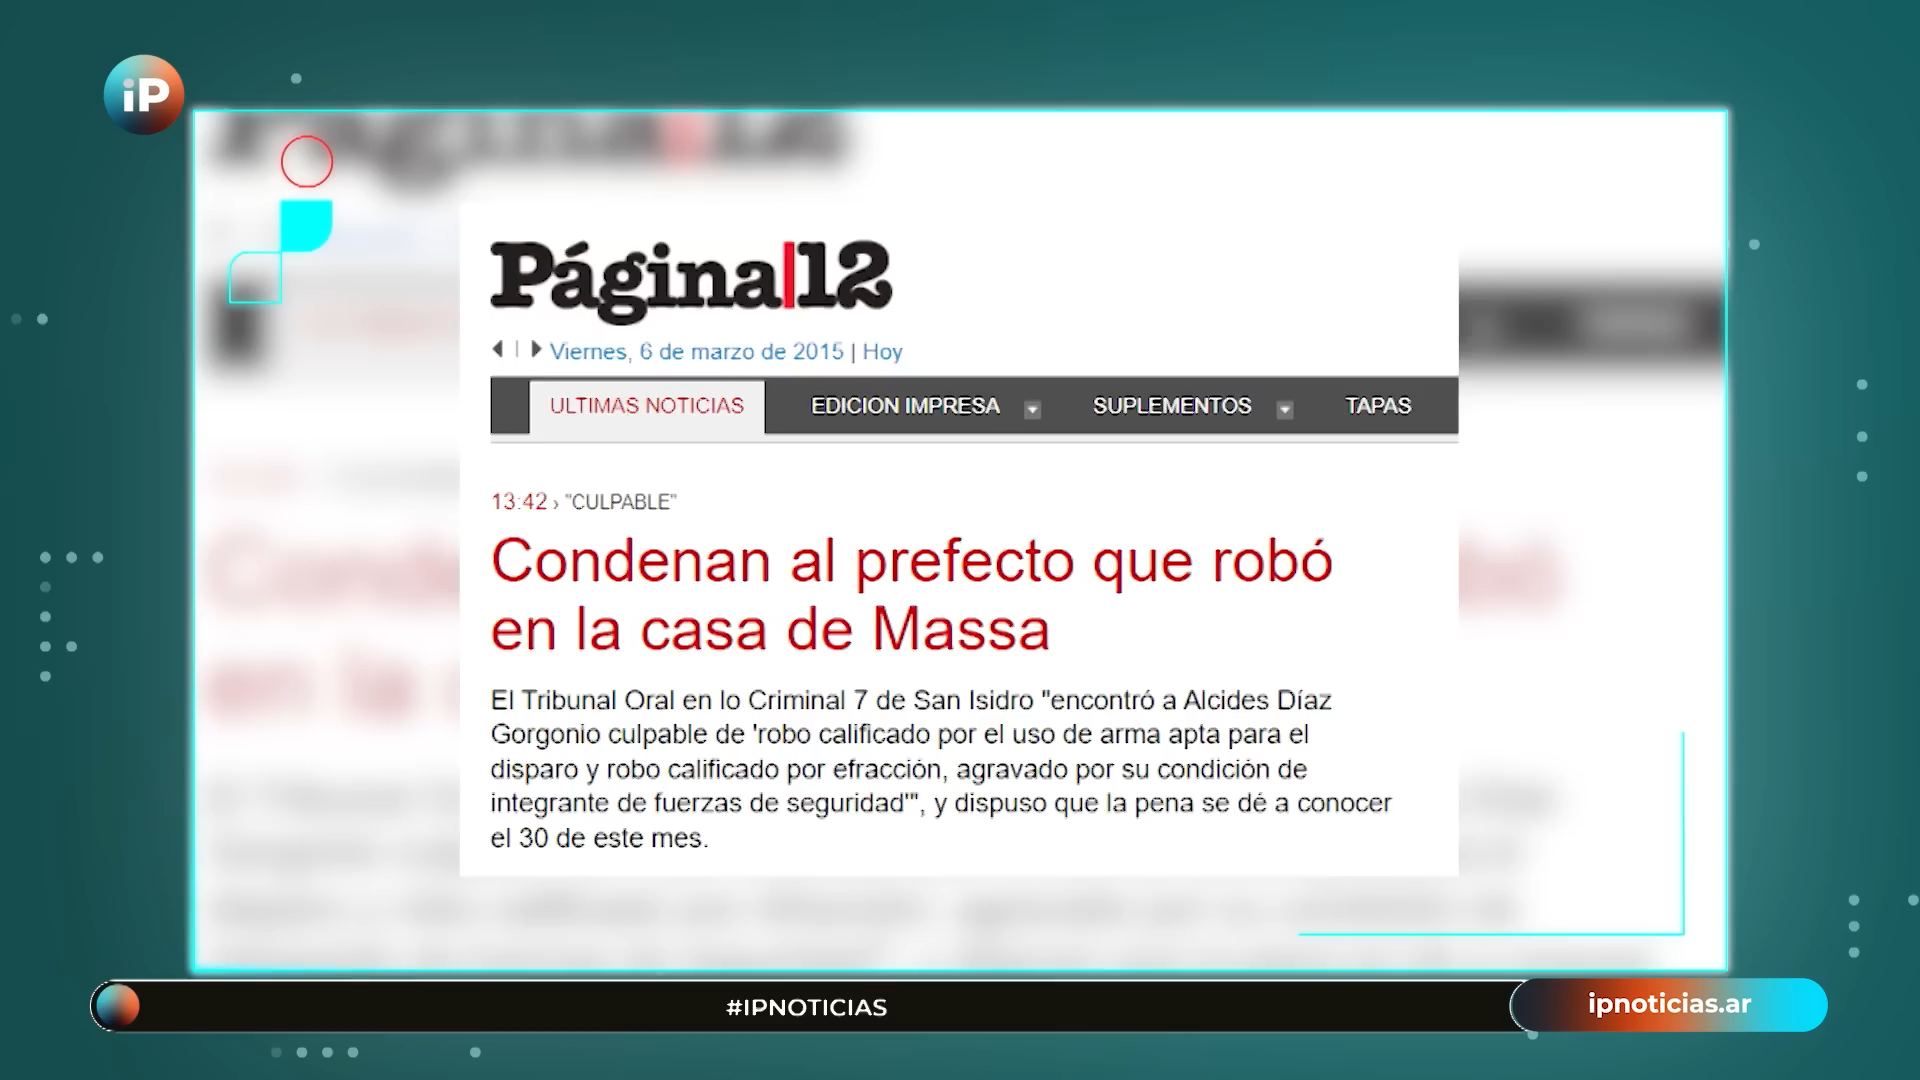 iP
Página|12
Viernes, 6 de marzo de 2015 | Hoy
ULTIMAS NOTICIAS EDICION IMPRESA SUPLEMENTOS TAPAS
13:42 › "CULPABLE"
Condenan al prefecto que robó
en la casa de Massa
El Tribunal Oral en lo Criminal 7 de San Isidro "encontró a Alcides Díaz
Gorgonio culpable de 'robo calificado por el uso de arma apta para el
disparo y robo calificado por efracción, agravado por su condición de
integrante de fuerzas de seguridad'", y dispuso que la pena se dé a conocer
el 30 de este mes.
#IPNOTICIAS
ipnoticias.ar